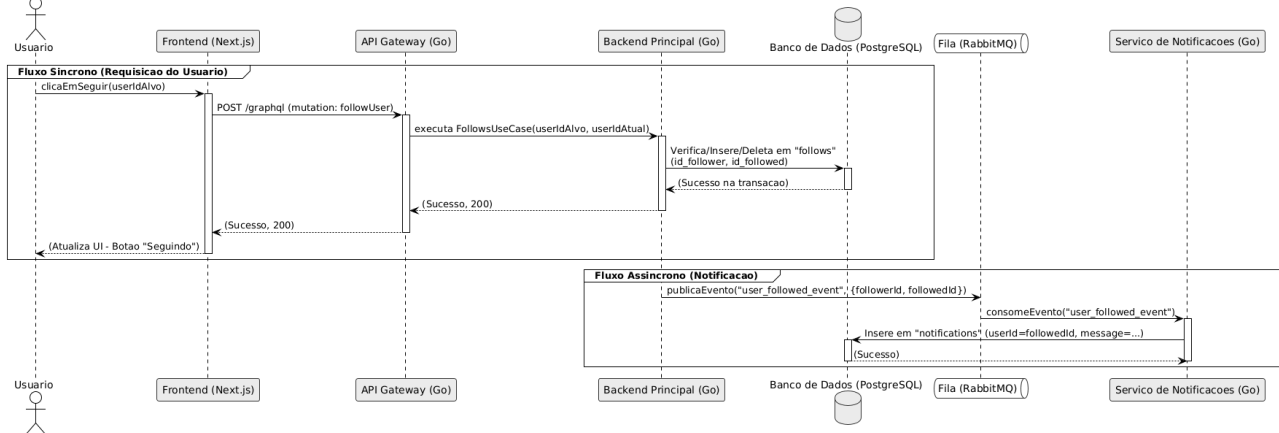 Usuario
Frontend (Next.js)
API Gateway (Go)
Backend Principal (Go)
Banco de Dados (PostgreSQL)
Fila (RabbitMQ)
Servico de Notificacoes (Go)
Fluxo Sincrono (Requisicao do Usuario)
clicaEmSeguir(userIdAlvo)
POST /graphql (mutation: followUser)
executa FollowsUseCase(userIdAlvo, userIdAtual)
Verifica/Insere/Deleta em "follows"
(id_follower, id_followed)
(Sucesso na transacao)
(Sucesso, 200)
(Sucesso, 200)
(Atualiza UI - Botao "Seguindo")
Fluxo Assincrono (Notificacao)
publicaEvento("user_followed_event", {followerId, followedId})
consomeEvento("user_followed_event")
Insere em "notifications" (userId=followedId, message=...)
(Sucesso)
Usuario
Frontend (Next.js)
API Gateway (Go)
Backend Principal (Go)
Banco de Dados (PostgreSQL)
Fila (RabbitMQ)
Servico de Notificacoes (Go)